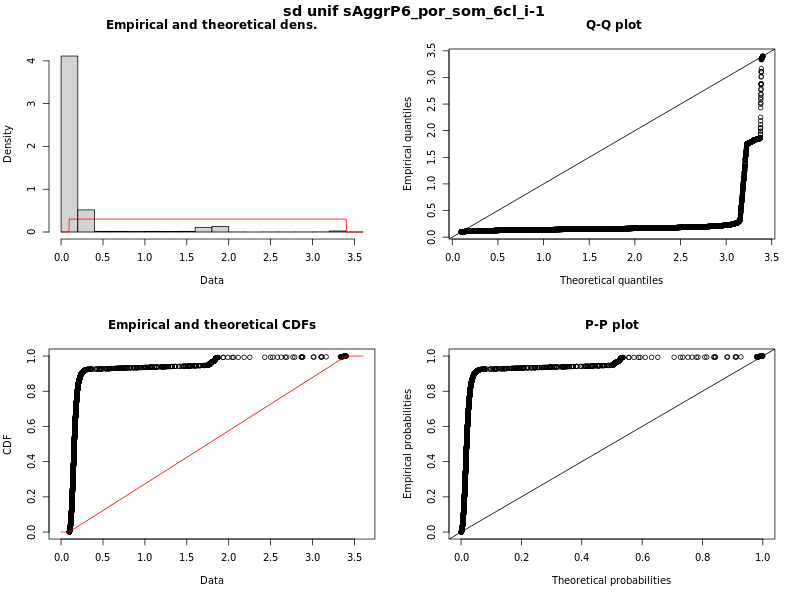 sd unif sAggrP6_por_som_6cl_i-1
Empirical and theoretical dens.
Density
0 1 2 3 4
0.0 0.5 1.0 1.5 2.0 2.5 3.0 3.5
Data
Q-Q plot
Empirical quantiles
0.0 0.5 1.0 1.5 2.0 2.5 3.0 3.5
0.0 0.5 1.0 1.5 2.0 2.5 3.0 3.5
Theoretical quantiles
Empirical and theoretical CDFs
CDF
0.0 0.2 0.4 0.6 0.8 1.0
0.0 0.5 1.0 1.5 2.0 2.5 3.0 3.5
Data
P-P plot
Empirical probabilities
0.0 0.2 0.4 0.6 0.8 1.0
0.0 0.2 0.4 0.6 0.8 1.0
Theoretical probabilities